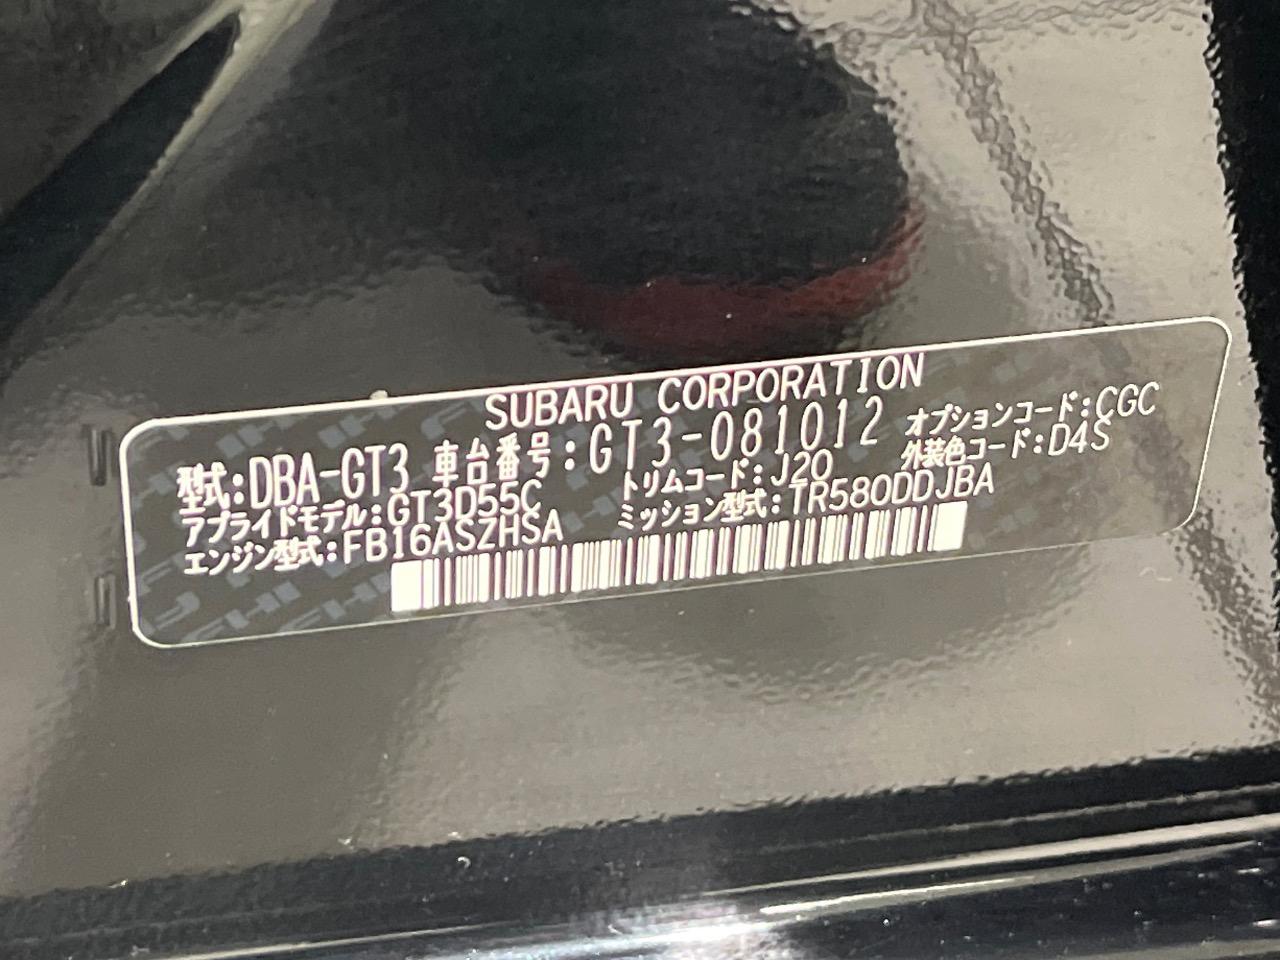 SUBARU CORPORATION
型式:DBA-GT3 車台番号:GT3-081012 オプションコード:CGC
アプライドモデル:GT3D55C トリムコード:J20 外装色コード:D4S
エンジン型式:FB16ASZHSA ミッション型式:TR580DDJBA